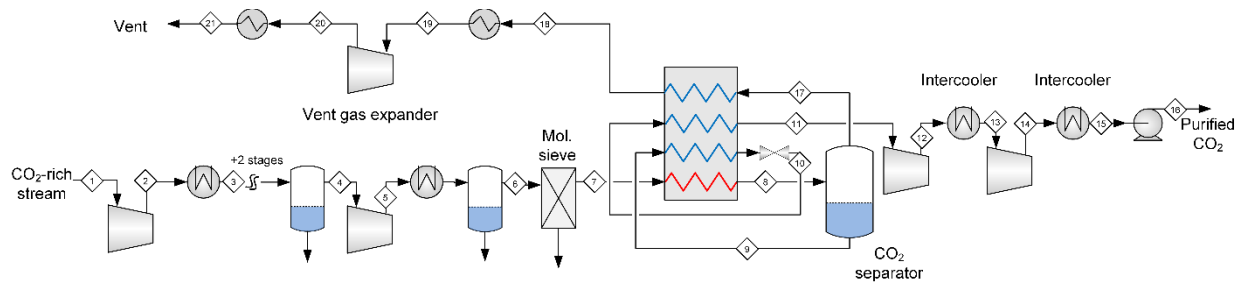 Vent
21
20
19
18
Vent gas expander
17
11
10
8
9
Intercooler
Intercooler
12
13
14
15
16
Purified
CO₂
CO₂-rich
stream
1
2
3
+2 stages
4
5
6
Mol.
sieve
7
CO₂
separator